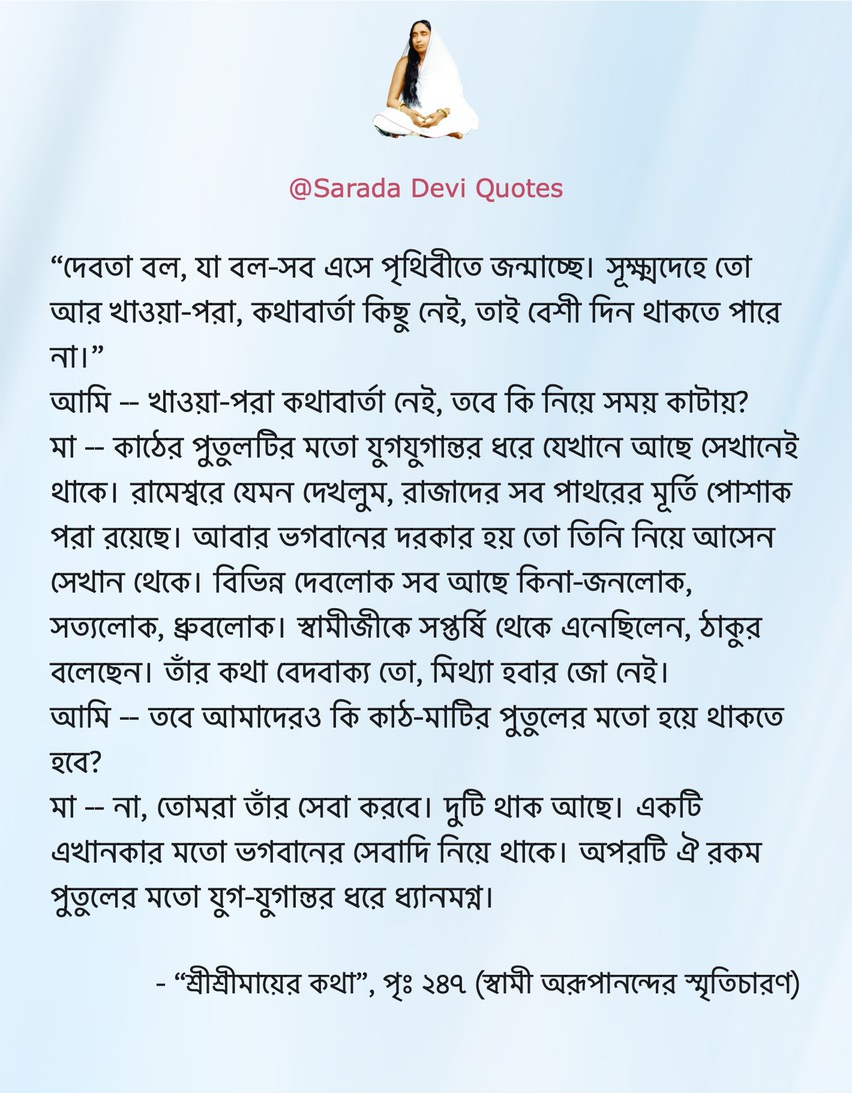 @Sarada Devi Quotes
“দেবতা বল, যা বল-সব এসে পৃথিবীতে জন্মাচ্ছে। সূক্ষ্মদেহে তো
আর খাওয়া-পরা, কথাবার্তা কিছু নেই, তাই বেশী দিন থাকতে পারে
না।”
আমি -- খাওয়া-পরা কথাবার্তা নেই, তবে কি নিয়ে সময় কাটায়?
মা -- কাঠের পুতুলটির মতো যুগযুগান্তর ধরে যেখানে আছে সেখানেই
থাকে। রামেশ্বরে যেমন দেখলুম, রাজাদের সব পাথরের মূর্তি পোশাক
পরা রয়েছে। আবার ভগবানের দরকার হয় তো তিনি নিয়ে আসেন
সেখান থেকে। বিভিন্ন দেবলোক সব আছে কিনা-জনলোক,
সত্যলোক, ধ্রুবলোক। স্বামীজীকে সপ্তর্ষি থেকে এনেছিলেন, ঠাকুর
বলেছেন। তাঁর কথা বেদবাক্য তো, মিথ্যা হবার জো নেই।
আমি -- তবে আমাদেরও কি কাঠ-মাটির পুতুলের মতো হয়ে থাকতে
হবে?
মা -- না, তোমরা তাঁর সেবা করবে। দুটি থাক আছে। একটি
এখানকার মতো ভগবানের সেবাদি নিয়ে থাকে। অপরটি ঐ রকম
পুতুলের মতো যুগ-যুগান্তর ধরে ধ্যানমগ্ন।
- “শ্রীশ্রীমায়ের কথা”, পৃঃ ২৪৭ (স্বামী অরূপানন্দের স্মৃতিচারণ)